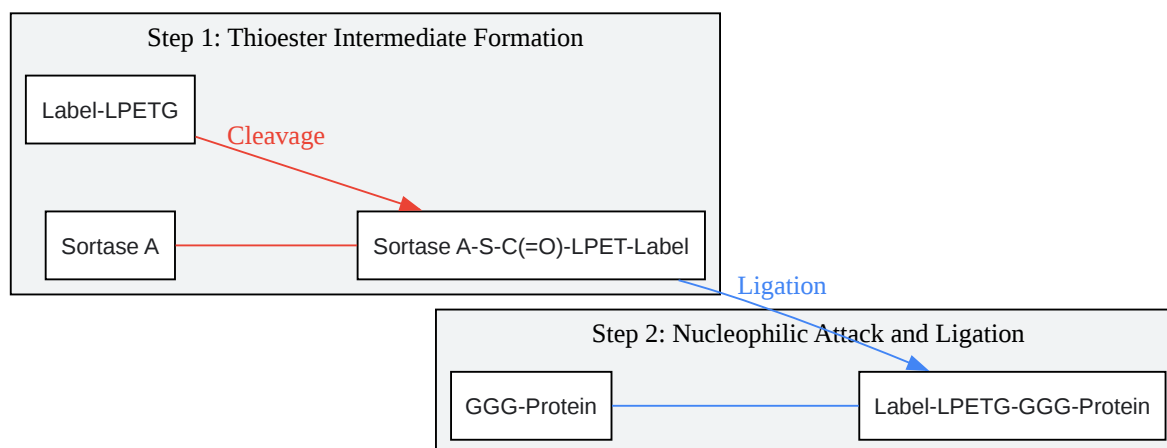 Step 1: Thioester Intermediate Formation
Label-LPETG
Cleavage
Sortase A
Sortase A-S-C(=O)-LPET-Label
Ligation
Step 2: Nucleophilic Attack and Ligation
GGG-Protein
Label-LPETG-GGG-Protein